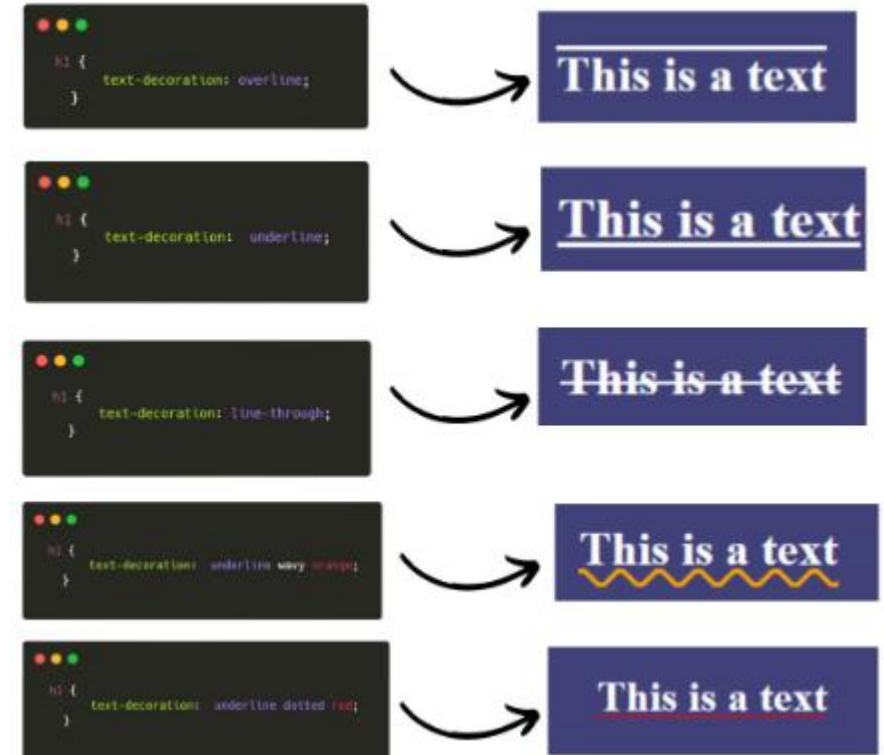 h1 {
text-decoration: overline;
}
This is a text
h1 {
text-decoration: underline;
}
This is a text
h1 {
text-decoration: line-through;
}
This is a text
h1 {
text-decoration: underline wavy orange;
}
This is a text
h1 {
text-decoration: underline dotted red;
}
This is a text